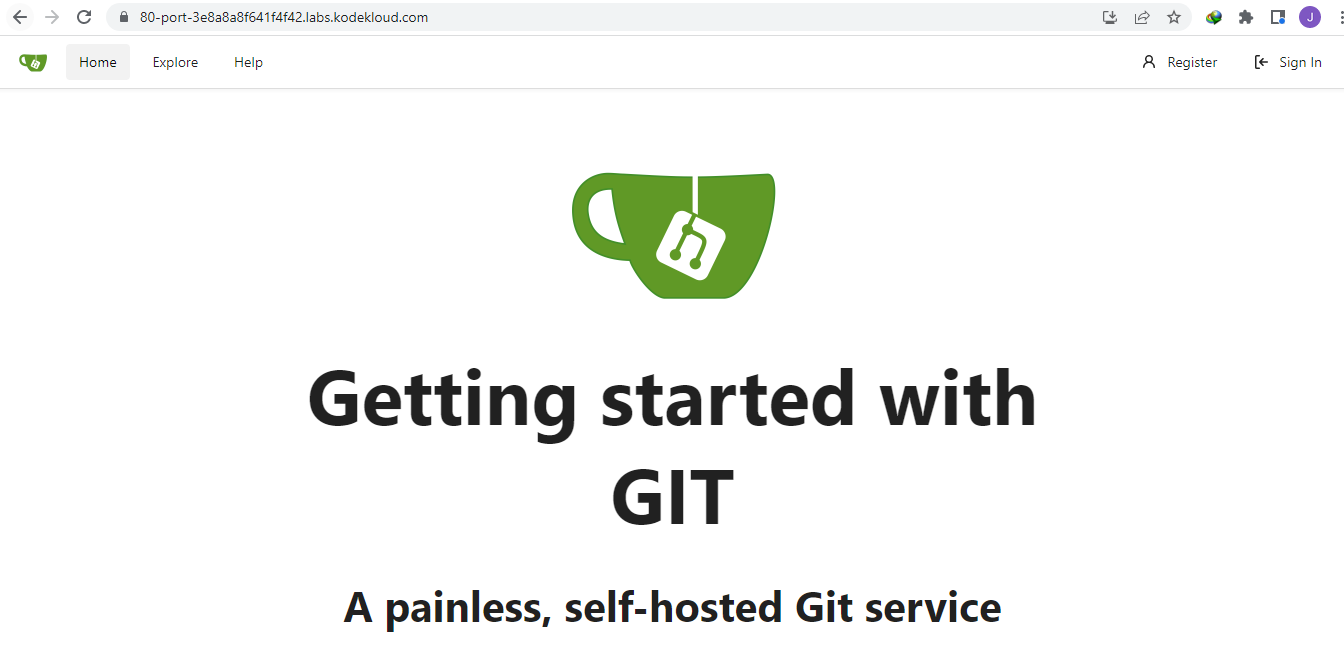 80-port-3e8a8a8f641f4f42.labs.kodekloud.com
J
Home Explore Help Register Sign In
Getting started with
GIT
A painless, self-hosted Git service